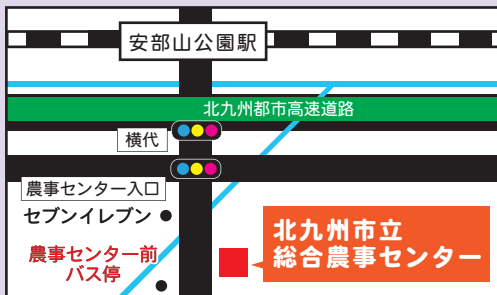 安部山公園駅
北九州都市高速道路
横代
農事センター入口
セブンイレブン
農事センター前
バス停
北九州市立
総合農事センター